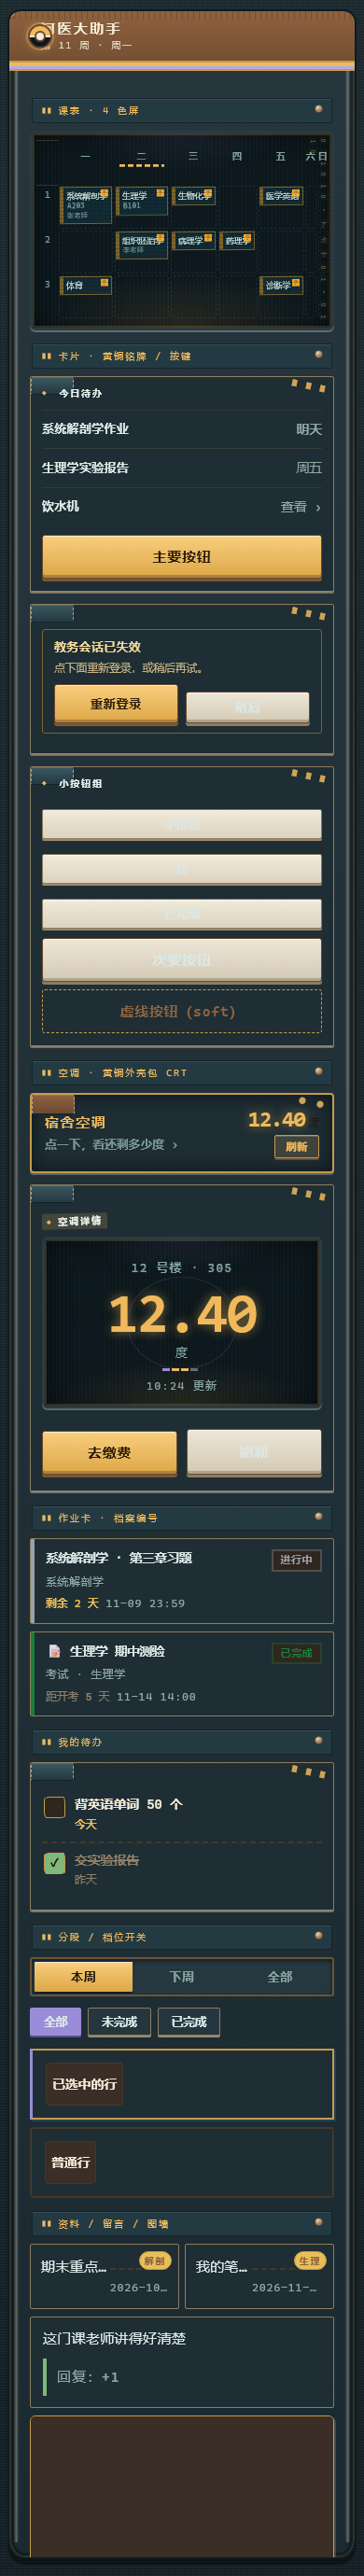 河医大助手
11 周 · 周一
课表 · 4 色屏
一 二 三 四 五 六日
1
系统解剖学
A203
张老师
生理学
B101
生物化学
医学英语
2
组织胚胎学
李老师
病理学
药理学
3
体育
诊断学
卡片 · 黄铜铭牌 / 按键
今日待办
系统解剖学作业 明天
生理学实验报告 周五
饮水机 查看 ›
主要按钮
教务会话已失效
点下面重新登录, 或稍后再试。
重新登录 稍后
小按钮组
已完成
次要按钮
虚线按钮 (soft)
空调 · 黄铜外壳包 CRT
宿舍空调 12.40
点一下, 看还剩多少度 › 刷新
空调详情
12 号楼 · 305
12.40
度
10:24 更新
去缴费 刷新
作业卡 · 档案编号
系统解剖学 · 第三章习题 进行中
系统解剖学
剩余 2 天 11-09 23:59
生理学 期中测验 已完成
考试 · 生理学
距开考 5 天 11-14 14:00
我的待办
背英语单词 50 个
今天
交实验报告
昨天
分段 / 档位开关
本周 下周 全部
全部 未完成 已完成
已选中的行
普通行
资料 / 留言 / 图墙
期末重点… 解剖
2026-10…
我的笔… 生理
2026-11-…
这门课老师讲得好清楚
回复: +1